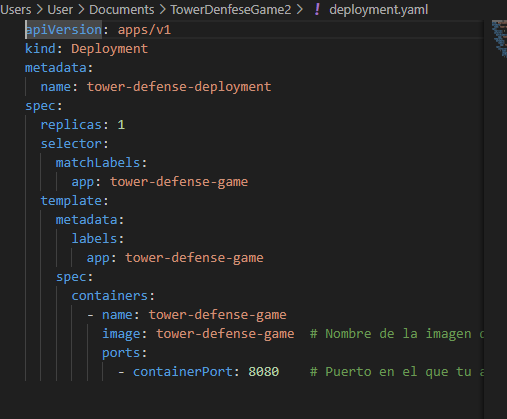 Users > User > Documents > TowerDenfeseGame2 > ! deployment.yaml
apiVersion: apps/v1
kind: Deployment
metadata:
  name: tower-defense-deployment
spec:
  replicas: 1
  selector:
    matchLabels:
      app: tower-defense-game
  template:
    metadata:
      labels:
        app: tower-defense-game
    spec:
      containers:
        - name: tower-defense-game
          image: tower-defense-game  # Nombre de la imagen
          ports:
            - containerPort: 8080    # Puerto en el que tu